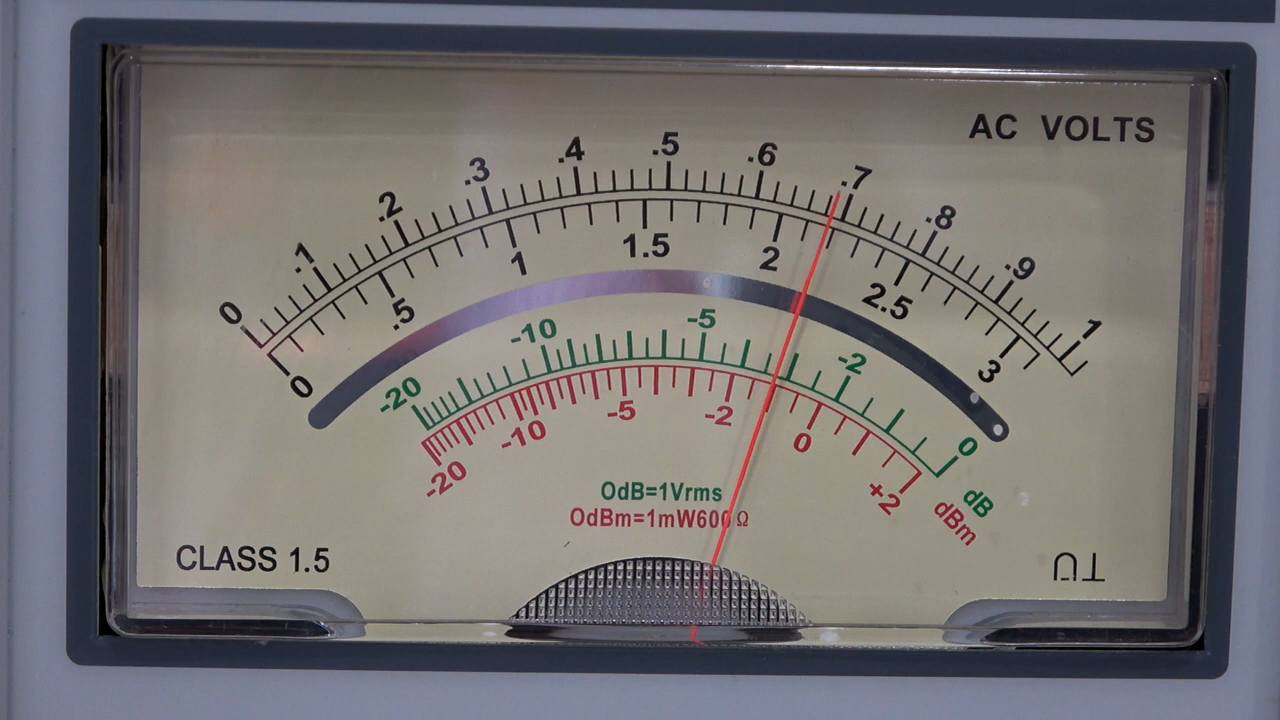 AC VOLTS
0 .1 .2 .3 .4 .5 .6 .7 .8 .9 1
0 .5 1 1.5 2 2.5 3
-20 -10 -5 -2 0 dB
-20 -10 -5 -2 0 +2 dBm
OdB=1Vrms
OdBm=1mW600Ω
CLASS 1.5